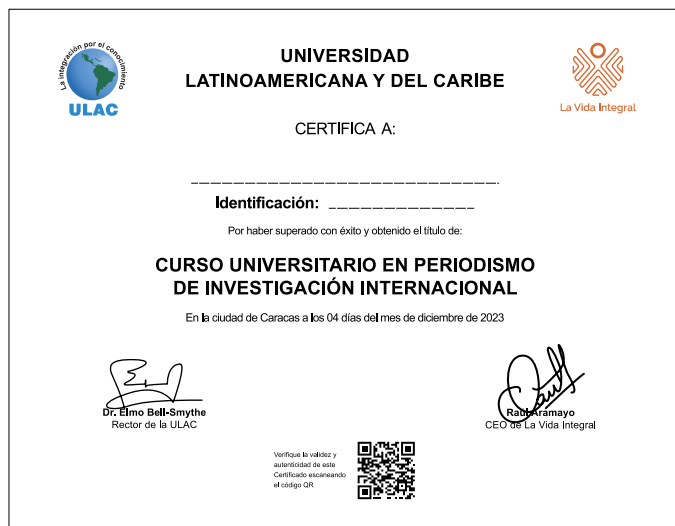 La integración por el conocimiento
ULAC
UNIVERSIDAD
LATINOAMERICANA Y DEL CARIBE
La Vida Integral
CERTIFICA A:
Identificación:
Por haber superado con éxito y obtenido el título de:
CURSO UNIVERSITARIO EN PERIODISMO
DE INVESTIGACIÓN INTERNACIONAL
En la ciudad de Caracas a los 04 días del mes de diciembre de 2023
Dr. Elmo Bell-Smythe
Rector de la ULAC
Raúl Aramayo
CEO de La Vida Integral
Verifique la validez y
autenticidad de este
Certificado escaneando
el código QR